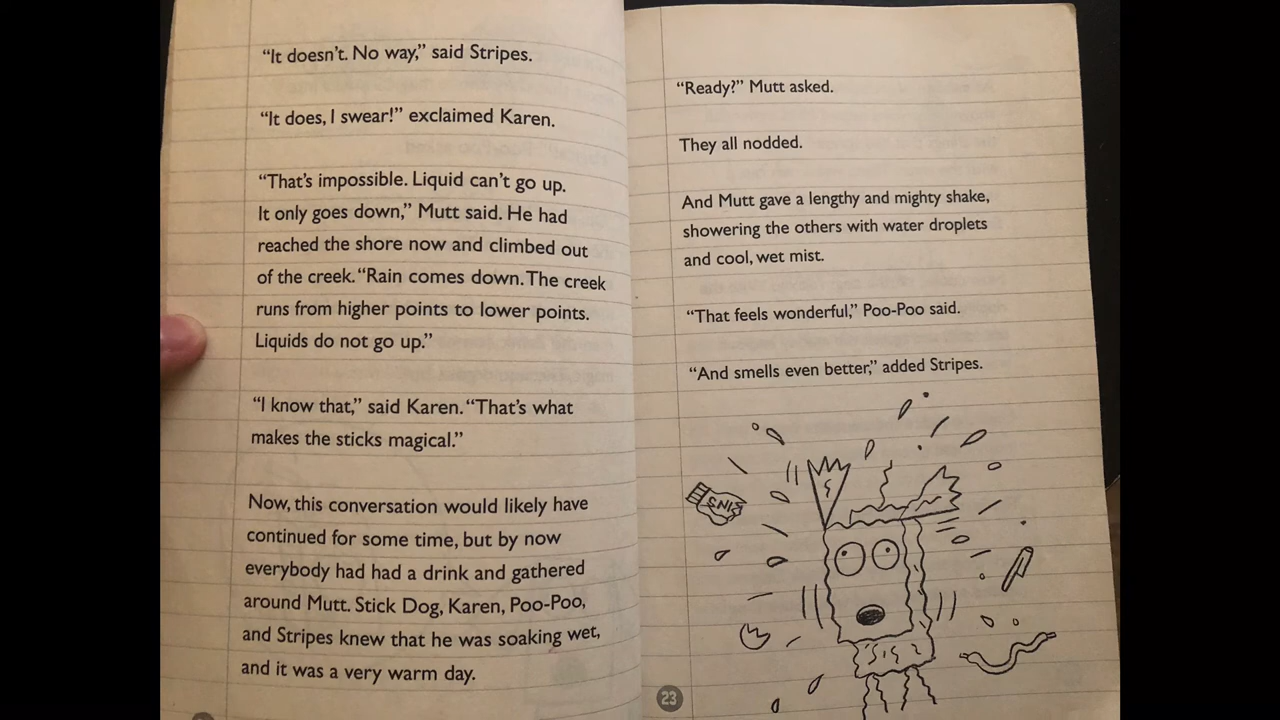 “It doesn’t. No way,” said Stripes.
“It does, I swear!” exclaimed Karen.
“That’s impossible. Liquid can’t go up.
It only goes down,” Mutt said. He had
reached the shore now and climbed out
of the creek. “Rain comes down. The creek
runs from higher points to lower points.
Liquids do not go up.”
“I know that,” said Karen. “That’s what
makes the sticks magical.”
Now, this conversation would likely have
continued for some time, but by now
everybody had had a drink and gathered
around Mutt. Stick Dog, Karen, Poo-Poo,
and Stripes knew that he was soaking wet,
and it was a very warm day.
“Ready?” Mutt asked.
They all nodded.
And Mutt gave a lengthy and mighty shake,
showering the others with water droplets
and cool, wet mist.
“That feels wonderful,” Poo-Poo said.
“And smells even better,” added Stripes.
23